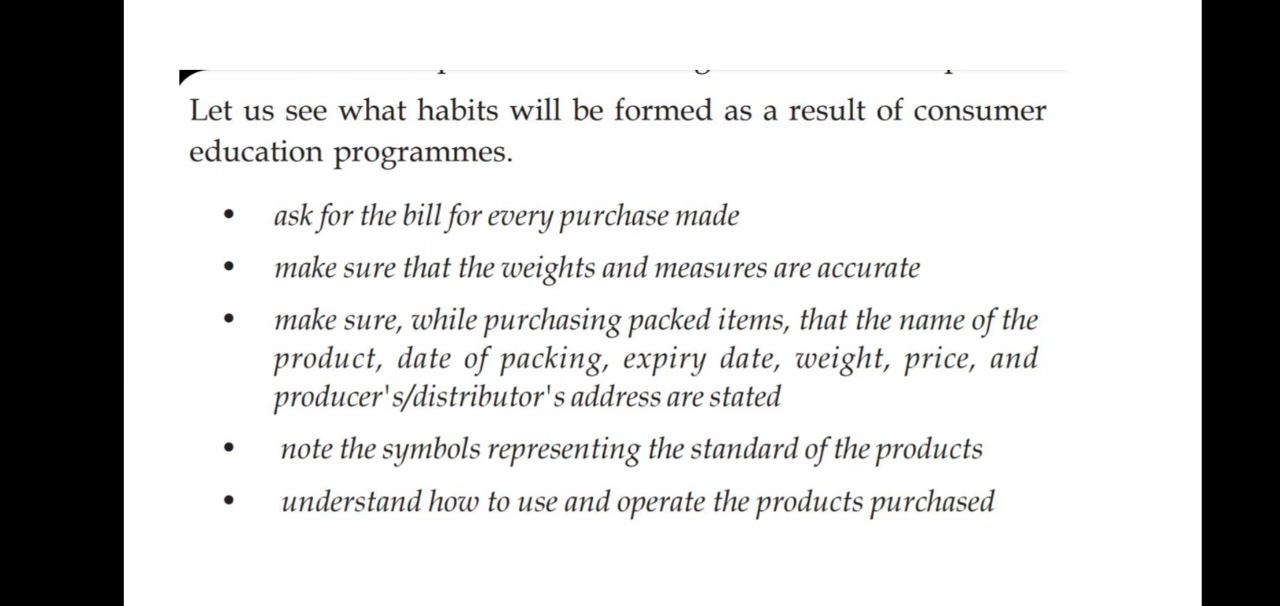 Let us see what habits will be formed as a result of consumer
education programmes.
• ask for the bill for every purchase made
• make sure that the weights and measures are accurate
• make sure, while purchasing packed items, that the name of the
product, date of packing, expiry date, weight, price, and
producer's/distributor's address are stated
• note the symbols representing the standard of the products
• understand how to use and operate the products purchased